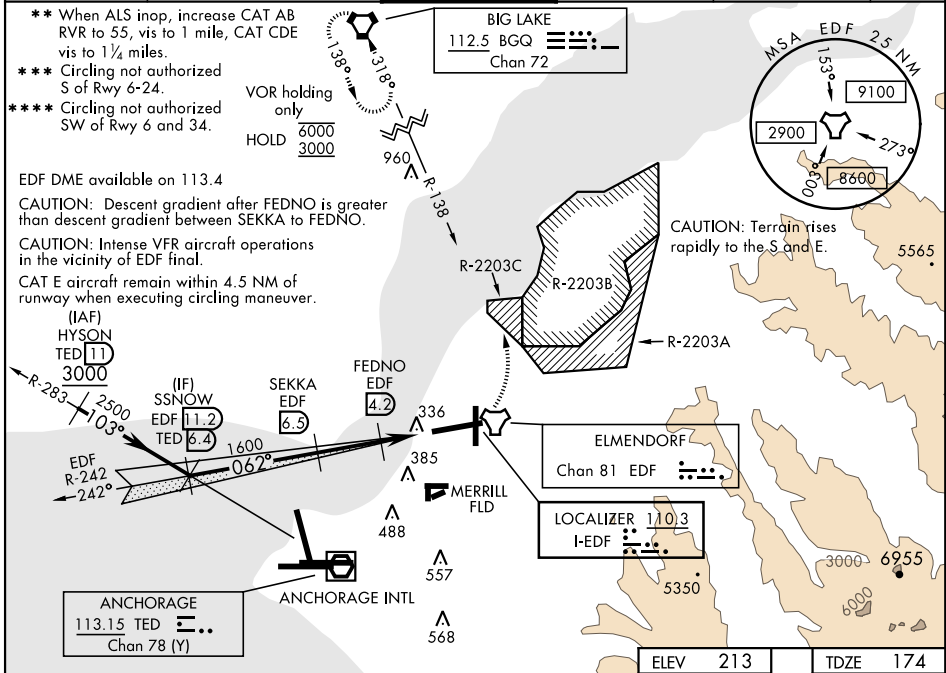 ** When ALS inop, increase CAT AB
RVR to 55, vis to 1 mile, CAT CDE
vis to 1¼ miles.
*** Circling not authorized
S of Rwy 6-24.
**** Circling not authorized
SW of Rwy 6 and 34.
EDF DME available on 113.4
CAUTION: Descent gradient after FEDNO is greater
than descent gradient between SEKKA to FEDNO.
CAUTION: Intense VFR aircraft operations
in the vicinity of EDF final.
CAT E aircraft remain within 4.5 NM of
runway when executing circling maneuver.
VOR holding
only
HOLD 6000
3000
138°
318°
BIG LAKE
112.5 BGQ
Chan 72
960
R-138
MSA EDF 25 NM
153°
9100
2900
273°
003°
8600
CAUTION: Terrain rises
rapidly to the S and E.
5565
R-2203C
R-2203B
R-2203A
(IAF)
HYSON
TED 11
3000
R-283
2500
103°
(IF)
SSNOW
EDF 11.2
TED 6.4
SEKKA
EDF
6.5
FEDNO
EDF
4.2
336
1600
062°
EDF
R-242
242°
385
MERRILL
FLD
488
557
568
ELMENDORF
Chan 81 EDF
LOCALIZER 110.3
I-EDF
ANCHORAGE INTL
ANCHORAGE
113.15 TED
Chan 78 (Y)
5350
3000
6955
6000
ELEV 213
TDZE 174